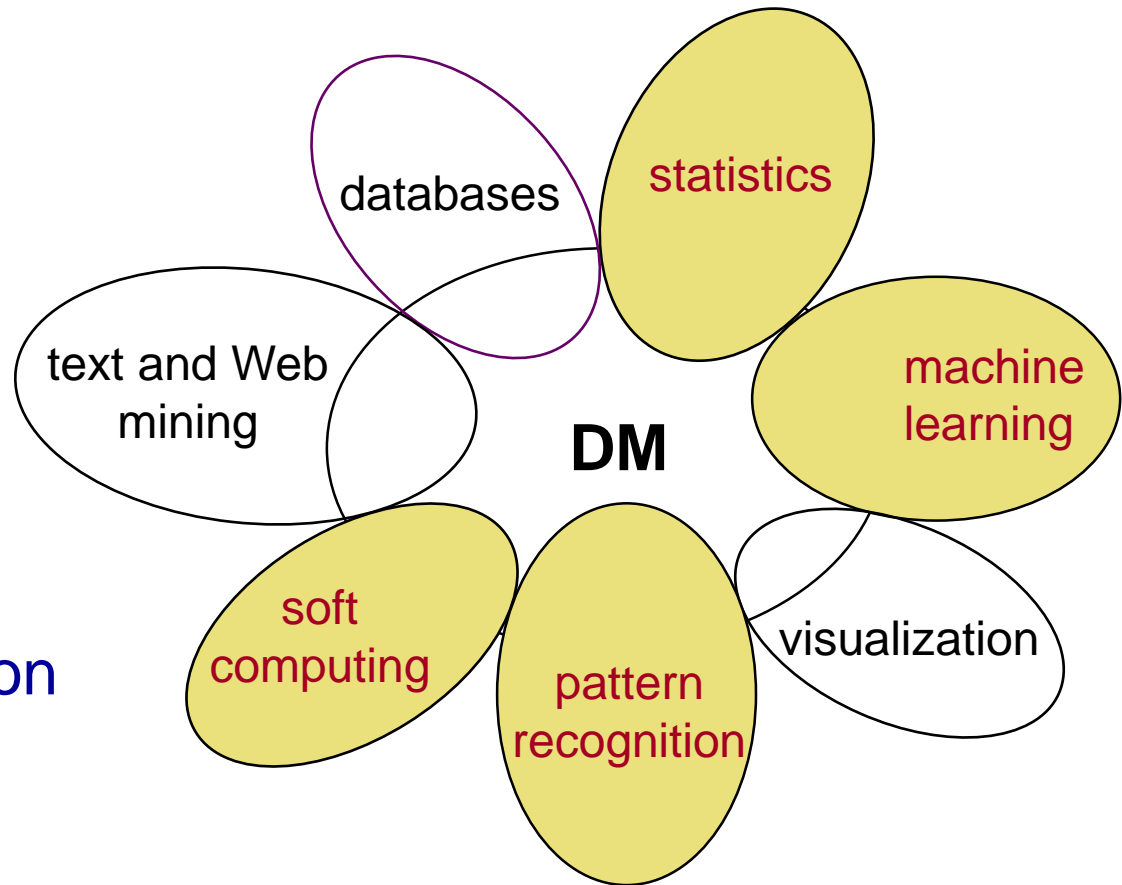 databases
statistics
text and Web
mining
machine
learning
DM
soft
computing
on
pattern
recognition
visualization